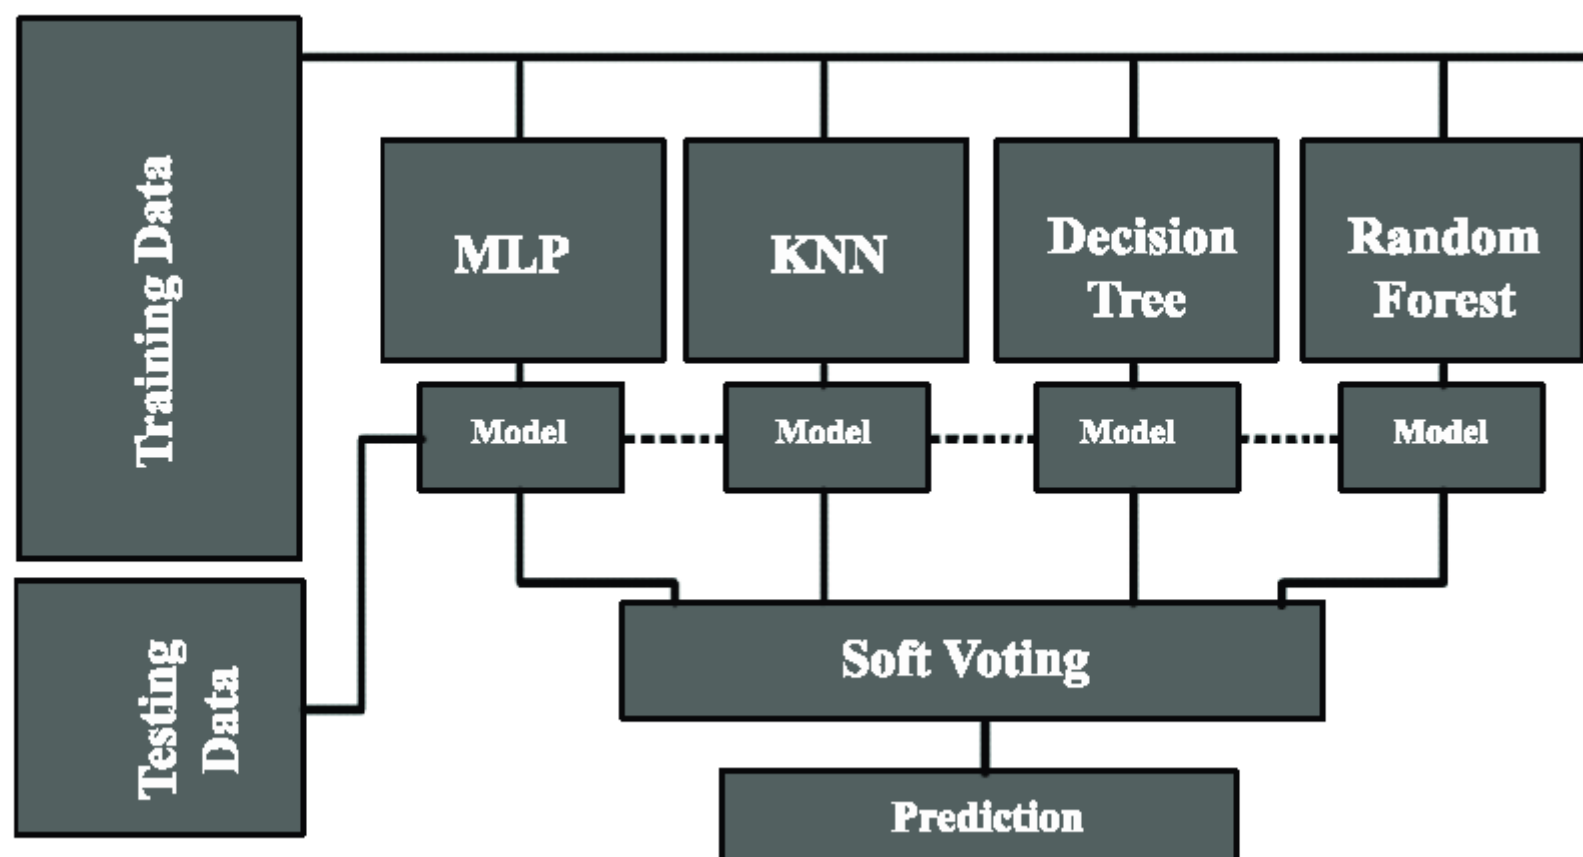 Training Data
MLP
KNN
Decision
Tree
Random
Forest
Model
Model
Model
Model
Testing
Data
Soft Voting
Prediction